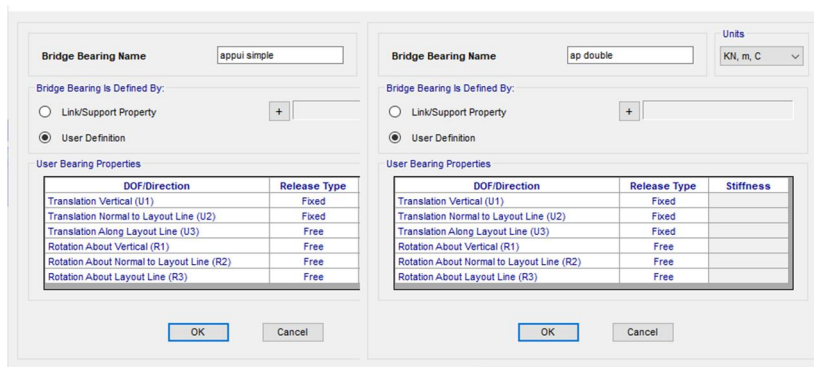 Bridge Bearing Name appui simple
Bridge Bearing Is Defined By:
Link/Support Property +
User Definition
User Bearing Properties
DOF/Direction Release Type
Translation Vertical (U1) Fixed
Translation Normal to Layout Line (U2) Fixed
Translation Along Layout Line (U3) Free
Rotation About Vertical (R1) Free
Rotation About Normal to Layout Line (R2) Free
Rotation About Layout Line (R3) Free
OK Cancel
Units
Bridge Bearing Name ap double KN, m, C
Bridge Bearing Is Defined By:
Link/Support Property +
User Definition
User Bearing Properties
DOF/Direction Release Type Stiffness
Translation Vertical (U1) Fixed
Translation Normal to Layout Line (U2) Fixed
Translation Along Layout Line (U3) Fixed
Rotation About Vertical (R1) Free
Rotation About Normal to Layout Line (R2) Free
Rotation About Layout Line (R3) Free
OK Cancel